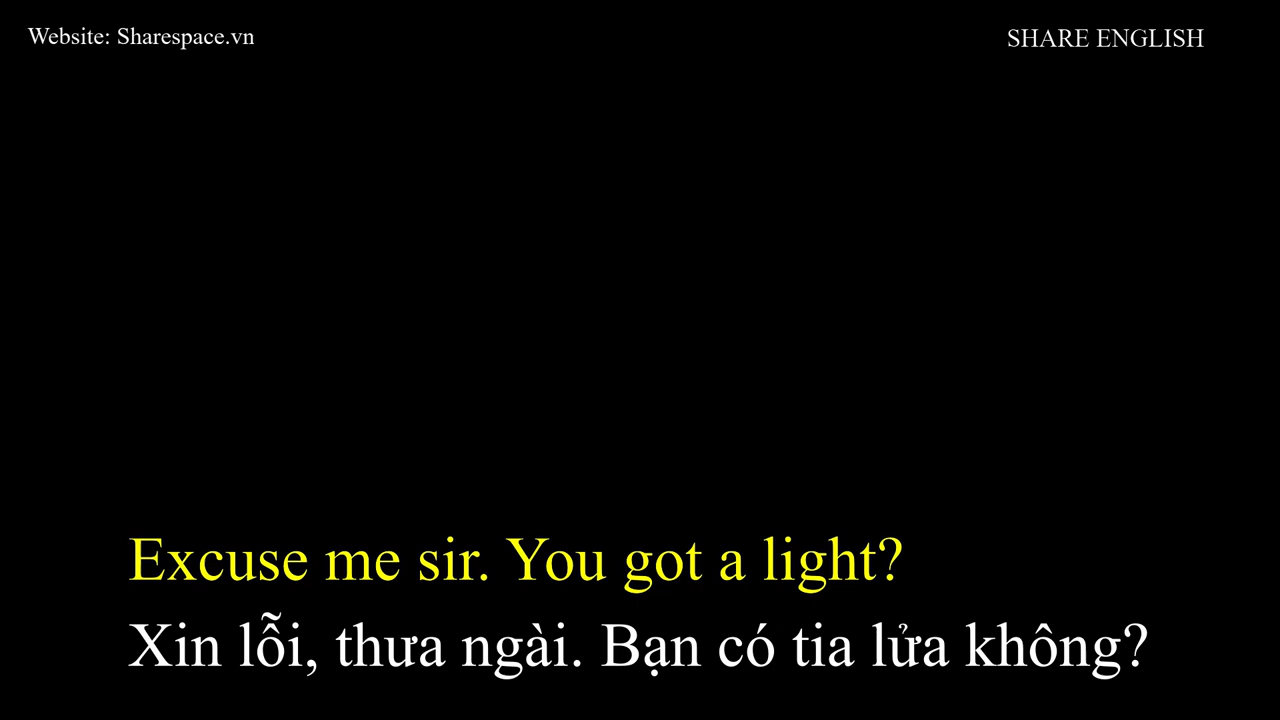 Website: Sharespace.vn
SHARE ENGLISH
Excuse me sir. You got a light?
Xin lỗi, thưa ngài. Bạn có tia lửa không?